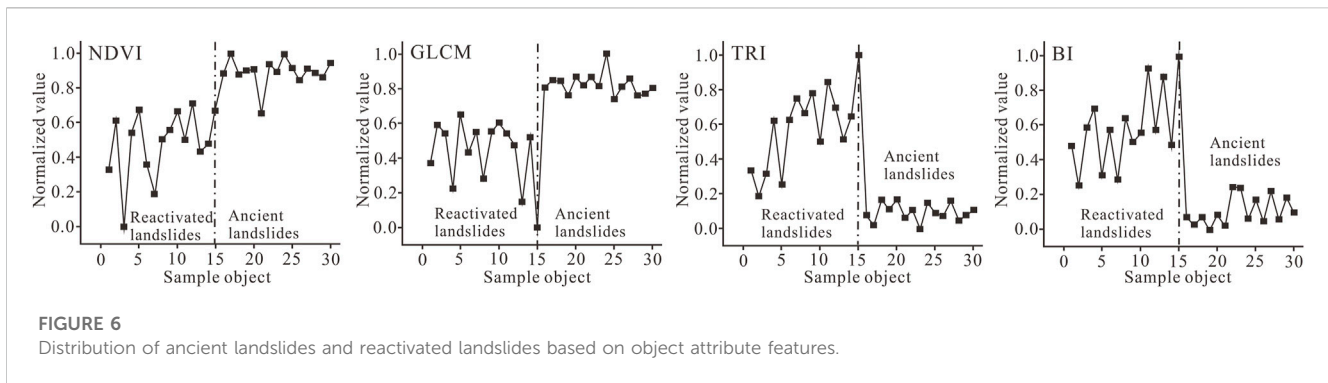 NDVI
Normalized value
1.0
0.8
0.6
0.4
0.2
0.0
Reactivated
landslides
Ancient
landslides
0 5 10 15 20 25 30
Sample object
GLCM
Normalized value
1.0
0.8
0.6
0.4
0.2
0.0
Reactivated
landslides
Ancient
landslides
0 5 10 15 20 25 30
Sample object
TRI
Normalized value
1.0
0.8
0.6
0.4
0.2
0.0
Ancient
landslides
Reactivated
landslides
0 5 10 15 20 25 30
Sample object
BI
Normalized value
1.0
0.8
0.6
0.4
0.2
0.0
Ancient
landslides
Reactivated
landslides
0 5 10 15 20 25 30
Sample object
FIGURE 6
Distribution of ancient landslides and reactivated landslides based on object attribute features.